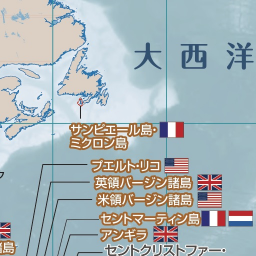 大西洋
サンピエール島・
ミクロン島
プエルト・リコ
英領バージン諸島
米領バージン諸島
セントマーティン島
アンギラ
セントクリストファー・